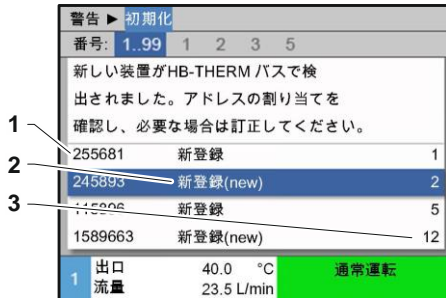 警告 ▶ 初期化
番号: 1..99 1 2 3 5
新しい装置がHB-THERM バスで検
出されました。アドレスの割り当てを
確認し、必要な場合は訂正してください。
1
255681 新登録 1
2
245893 新登録(new) 2
3
新登録 5
1589663 新登録(new) 12
1 出口 40.0 °C 通常運転
流量 23.5 L/min